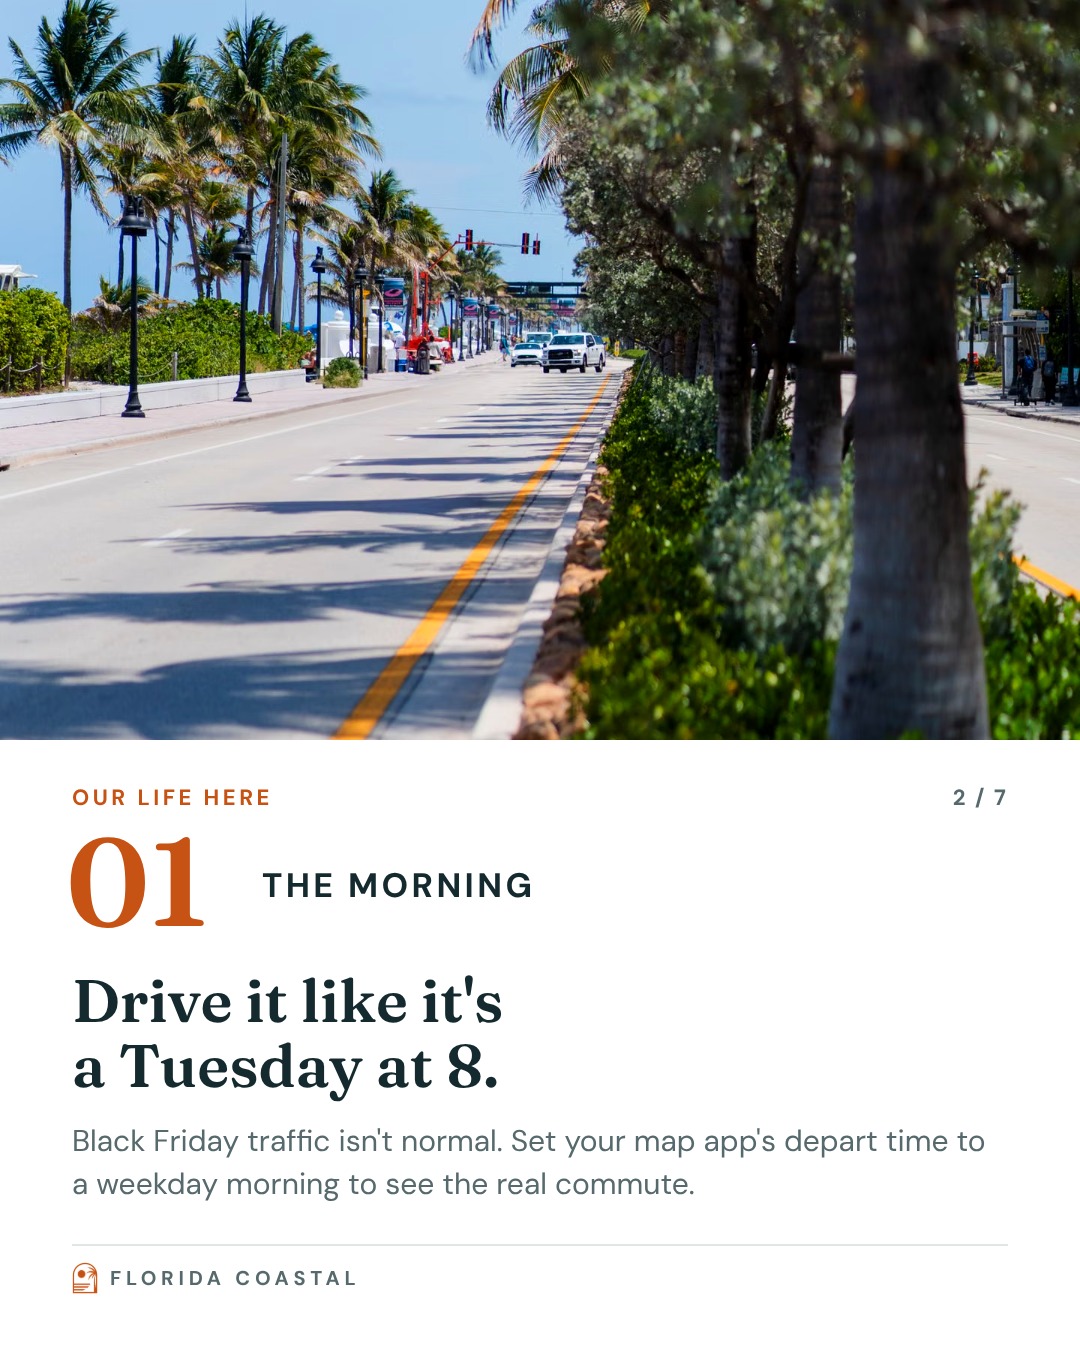 OUR LIFE HERE
2 / 7
01
THE MORNING
Drive it like it's
a Tuesday at 8.
Black Friday traffic isn't normal. Set your map app's depart time to
a weekday morning to see the real commute.
FLORIDA COASTAL